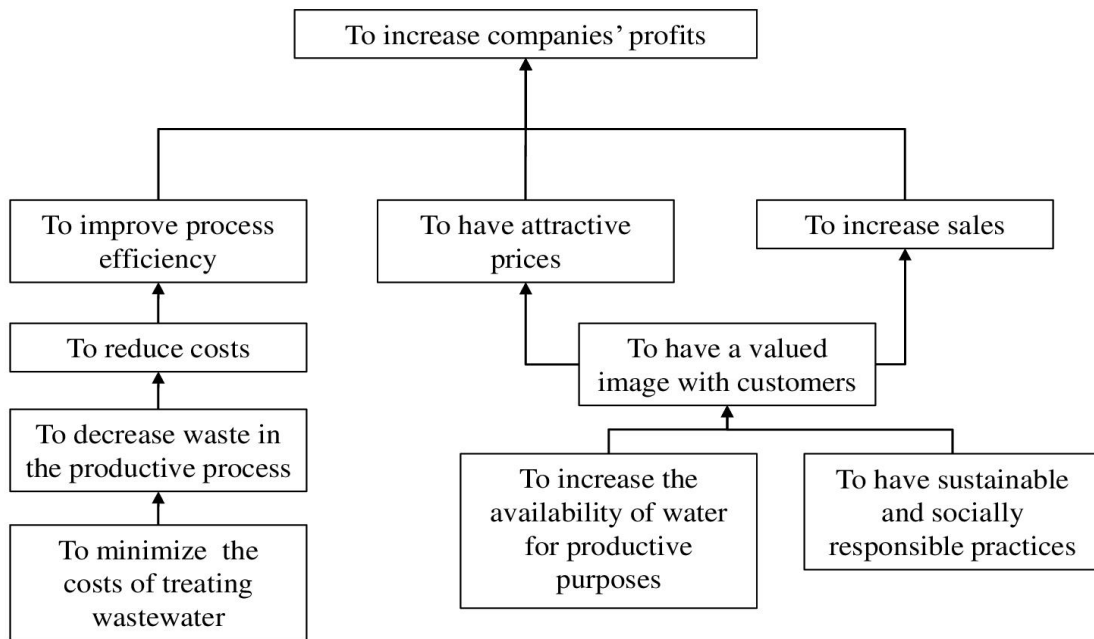 To increase companies' profits
To improve process
efficiency
To have attractive
prices
To increase sales
To reduce costs
To have a valued
image with customers
To decrease waste in
the productive process
To increase the
availability of water
for productive
purposes
To have sustainable
and socially
responsible practices
To minimize the
costs of treating
wastewater